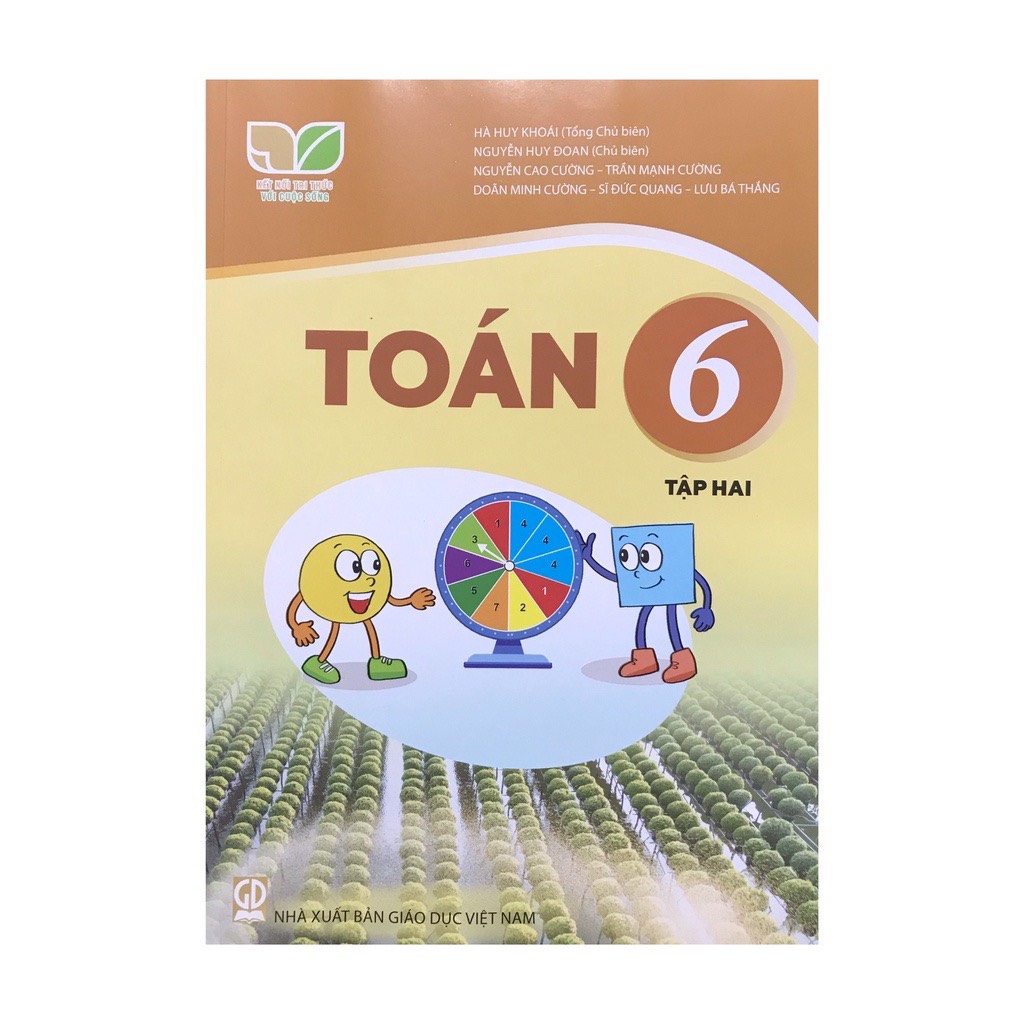 HÀ HUY KHOÁI (Tổng Chủ biên)
NGUYỄN HUY ĐOAN (Chủ biên)
NGUYỄN CAO CƯỜNG – TRẦN MẠNH CƯỜNG
DOÃN MINH CƯỜNG – SĨ ĐỨC QUANG – LƯU BÁ THẮNG
KẾT NỐI TRI THỨC
VỚI CUỘC SỐNG
TOÁN 6
TẬP HAI
1
4
4
4
1
2
7
5
6
3
GD
NHÀ XUẤT BẢN GIÁO DỤC VIỆT NAM